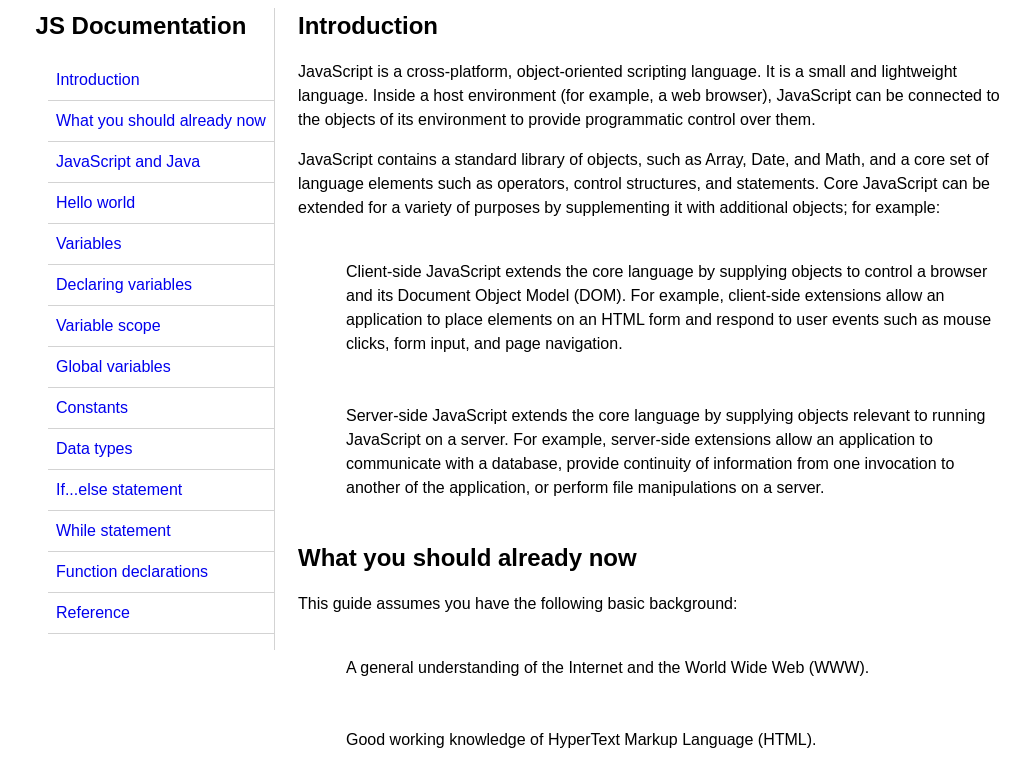 JS Documentation
Introduction
What you should already now
JavaScript and Java
Hello world
Variables
Declaring variables
Variable scope
Global variables
Constants
Data types
If...else statement
While statement
Function declarations
Reference
Introduction
JavaScript is a cross-platform, object-oriented scripting language. It is a small and lightweight
language. Inside a host environment (for example, a web browser), JavaScript can be connected to
the objects of its environment to provide programmatic control over them.
JavaScript contains a standard library of objects, such as Array, Date, and Math, and a core set of
language elements such as operators, control structures, and statements. Core JavaScript can be
extended for a variety of purposes by supplementing it with additional objects; for example:
Client-side JavaScript extends the core language by supplying objects to control a browser
and its Document Object Model (DOM). For example, client-side extensions allow an
application to place elements on an HTML form and respond to user events such as mouse
clicks, form input, and page navigation.
Server-side JavaScript extends the core language by supplying objects relevant to running
JavaScript on a server. For example, server-side extensions allow an application to
communicate with a database, provide continuity of information from one invocation to
another of the application, or perform file manipulations on a server.
What you should already now
This guide assumes you have the following basic background:
A general understanding of the Internet and the World Wide Web (WWW).
Good working knowledge of HyperText Markup Language (HTML).